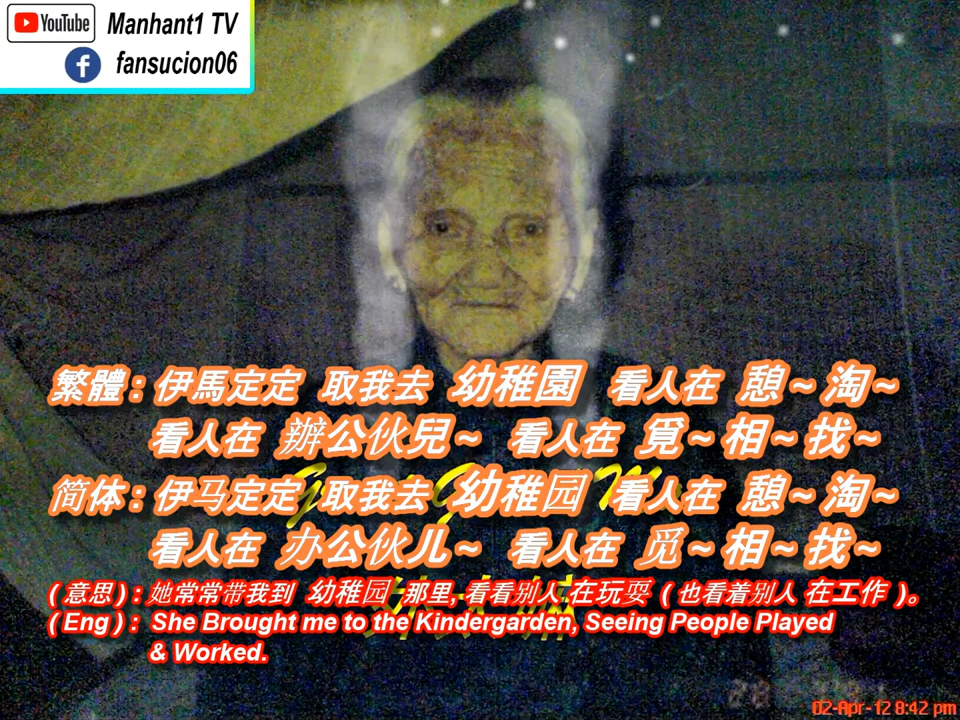 YouTube Manhant1 TV
fansucion06
繁體 : 伊馬定定 取我去 幼稚園 看人在 憩 ~ 淘 ~
看人在 辦公伙兒 ~ 看人在 覓 ~ 相 ~ 找 ~
简体 : 伊马定定 取我去 幼稚园 看人在 憩 ~ 淘 ~
看人在 办公伙儿 ~ 看人在 觅 ~ 相 ~ 找 ~
( 意思 ) : 她常常带我到 幼稚园 那里, 看看别人 在玩耍 ( 也看着别人 在工作 )。
( Eng ) : She Brought me to the Kindergarden, Seeing People Played
& Worked.
02-Apr-12 8:42 pm